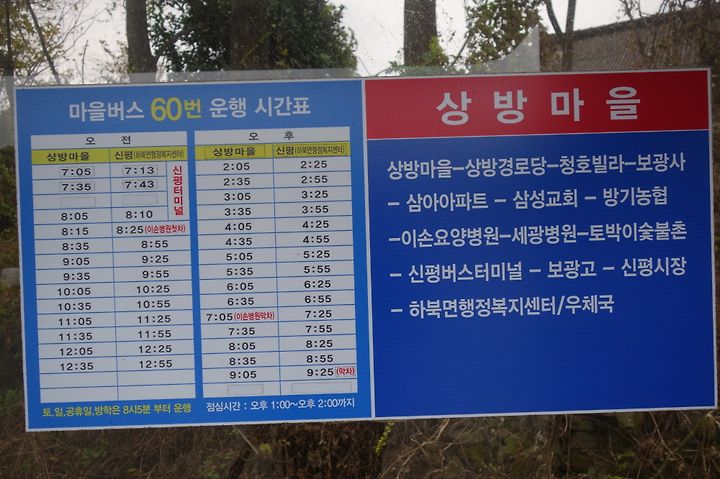 마을버스 60번 운행 시간표
오 전
상방마을 신평(하북면행정복지센터)
7:05 7:13
7:35 7:43
신평터미널
8:05 8:10
8:15 8:25(이손병원첫차)
8:35 8:55
9:05 9:25
9:35 9:55
10:05 10:25
10:35 10:55
11:05 11:25
11:35 11:55
12:05 12:25
12:35 12:55
토,일,공휴일,방학은 8시5분 부터 운행
오 후
상방마을 신평(하북면행정복지센터)
2:05 2:25
2:35 2:55
3:05 3:25
3:35 3:55
4:05 4:25
4:35 4:55
5:05 5:25
5:35 5:55
6:05 6:25
6:35 6:55
7:05(이손병원막차) 7:25
7:35 7:55
8:05 8:25
8:35 8:55
9:05 9:25(막차)
점심시간 : 오후 1:00~오후 2:00까지
상방마을
상방마을-상방경로당-청호빌라-보광사
- 삼아아파트 - 삼성교회 - 방기농협
-이손요양병원-세광병원-토박이숯불촌
- 신평버스터미널 - 보광고 - 신평시장
- 하북면행정복지센터/우체국